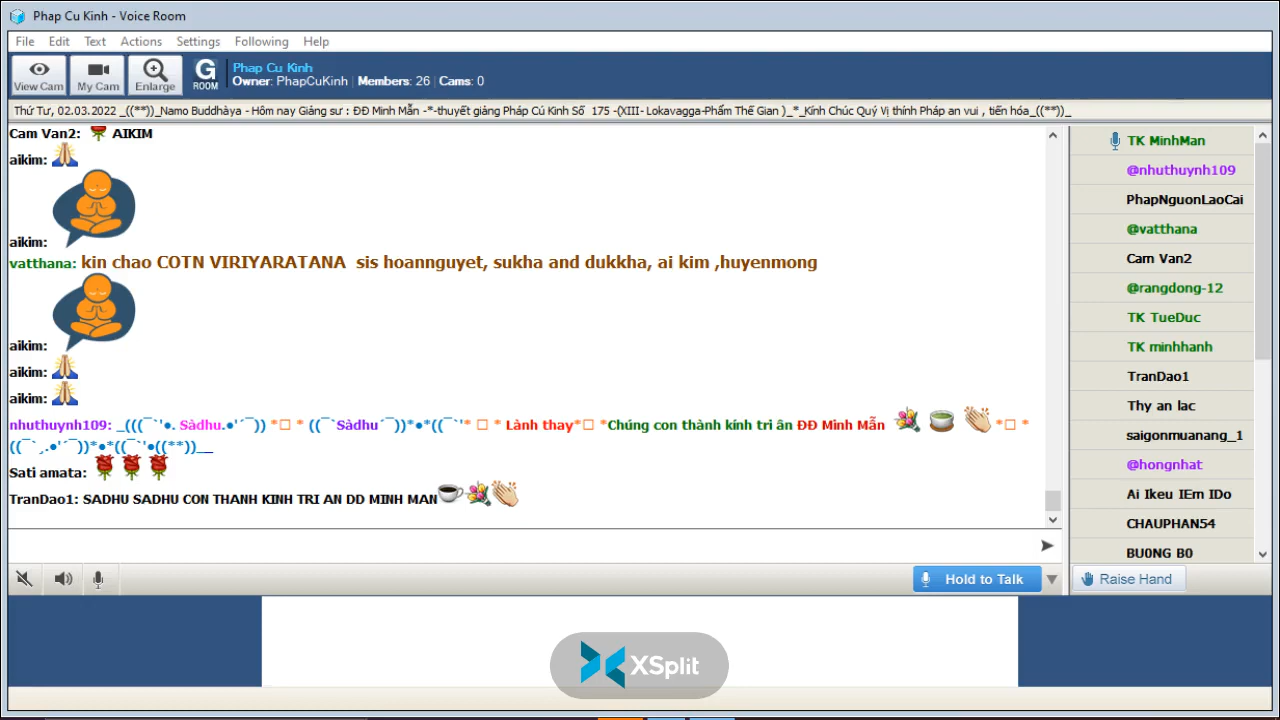 Phap Cu Kinh - Voice Room
File Edit Text Actions Settings Following Help
View Cam My Cam Enlarge G ROOM
Phap Cu Kinh
Owner: PhapCuKinh | Members: 26 | Cams: 0
Thứ Tư, 02.03.2022 _((**))_Namo Buddhàya - Hôm nay Giảng sư : ĐĐ Minh Mẫn -*-thuyết giảng Pháp Cú Kinh Số 175 -(XIII- Lokavagga-Phẩm Thế Gian )_*_Kính Chúc Quý Vị thính Pháp an vui , tiến hóa_((**))_
Cam Van2: AIKIM
aikim:
aikim:
vatthana: kin chao COTN VIRIYARATANA sis hoannguyet, sukha and dukkha, ai kim ,huyenmong
aikim:
aikim:
aikim:
nhuthuynh109: _(((¯`'•. Sàdhu.•'´¯)) *□ * ((¯`Sàdhu´¯))*•*((¯`'* □ * Lành thay*□ *Chúng con thành kính tri ân ĐĐ Minh Mẫn *□ *
((¯`¸.•'´¯))*•*((¯`'•((**))__
Sati amata:
TranDao1: SADHU SADHU CON THANH KINH TRI AN DD MINH MAN
TK MinhMan
@nhuthuynh109
PhapNguonLaoCai
@vatthana
Cam Van2
@rangdong-12
TK TueDuc
TK minhhanh
TranDao1
Thy an lac
saigonmuanang_1
@hongnhat
Ai Ikeu IEm IDo
CHAUPHAN54
BU0NG B0
Hold to Talk
Raise Hand
XSplit